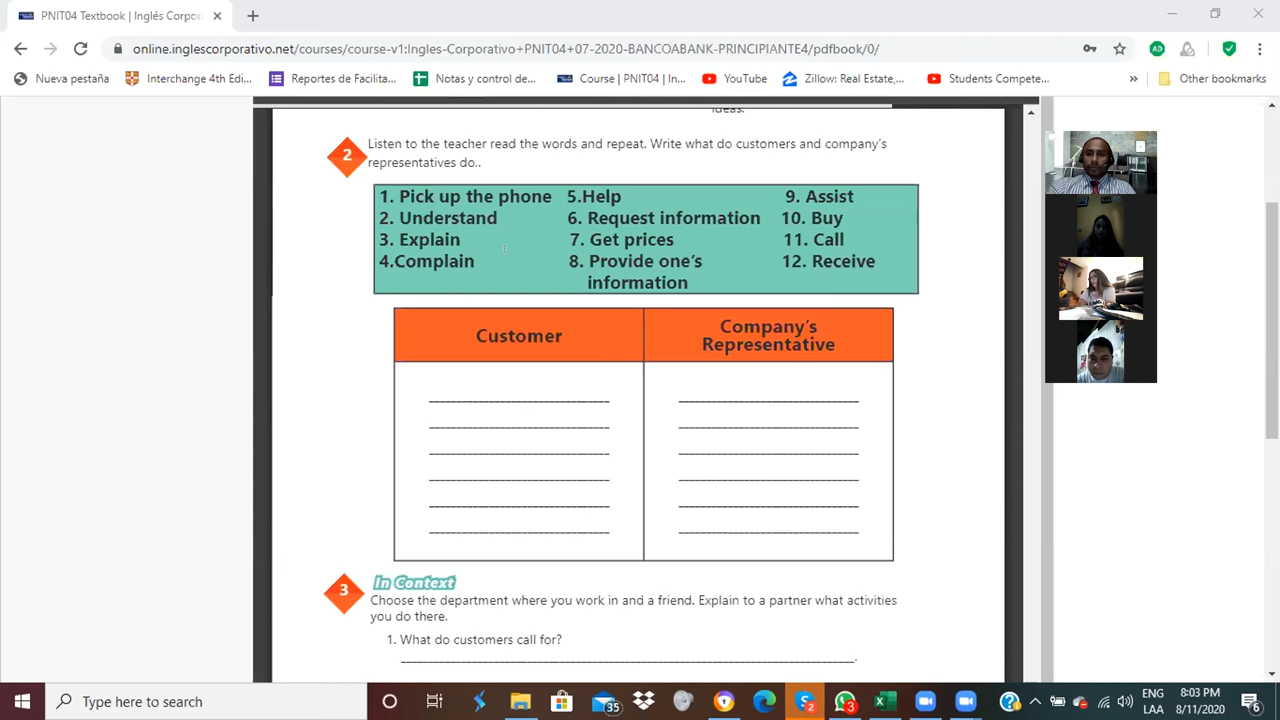 PNIT04 Textbook | Inglés Corpora
online.inglescorporativo.net/courses/course-v1:Ingles-Corporativo+PNIT04+07-2020-BANCOABANK-PRINCIPIANTE4/pdfbook/0/
Nueva pestaña
Interchange 4th Edi...
Reportes de Facilita...
Notas y control de...
Course | PNIT04 | In...
YouTube
Zillow: Real Estate,...
Students Compete...
»
Other bookmarks
ideas.
2
Listen to the teacher read the words and repeat. Write what do customers and company's
representatives do..
1. Pick up the phone 5.Help 9. Assist
2. Understand 6. Request information 10. Buy
3. Explain 7. Get prices 11. Call
4.Complain 8. Provide one's 12. Receive
information
Customer
Company's
Representative
3
In Context
Choose the department where you work in and a friend. Explain to a partner what activities
you do there.
1. What do customers call for?
Type here to search
35
2
3
ENG
LAA
8:03 PM
8/11/2020
6